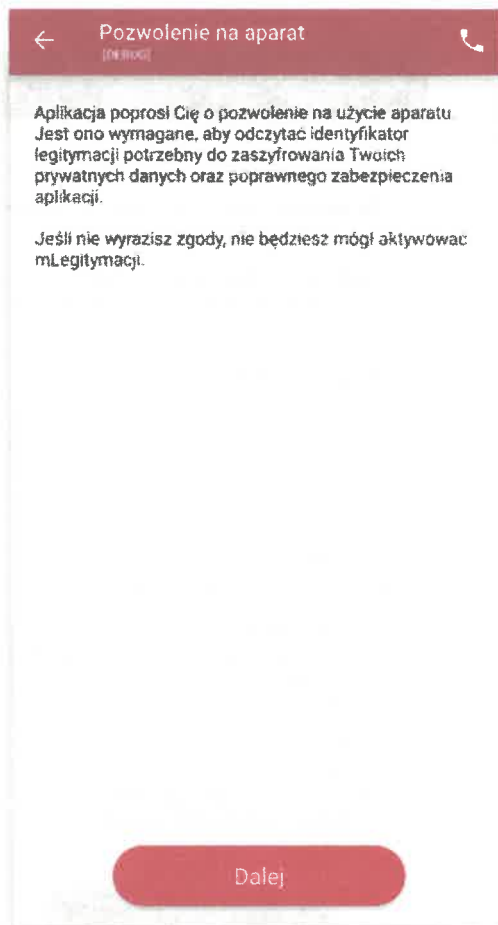 Pozwolenie na aparat
[DEBUG]
Aplikacja poprosi Cię o pozwolenie na użycie aparatu
Jest ono wymagane, aby odczytać identyfikator
legitymacji potrzebny do zaszyfrowania Twoich
prywatnych danych oraz poprawnego zabezpieczenia
aplikacji.
Jeśli nie wyrazisz zgody, nie będziesz mógł aktywować
mLegitymacji.
Dalej